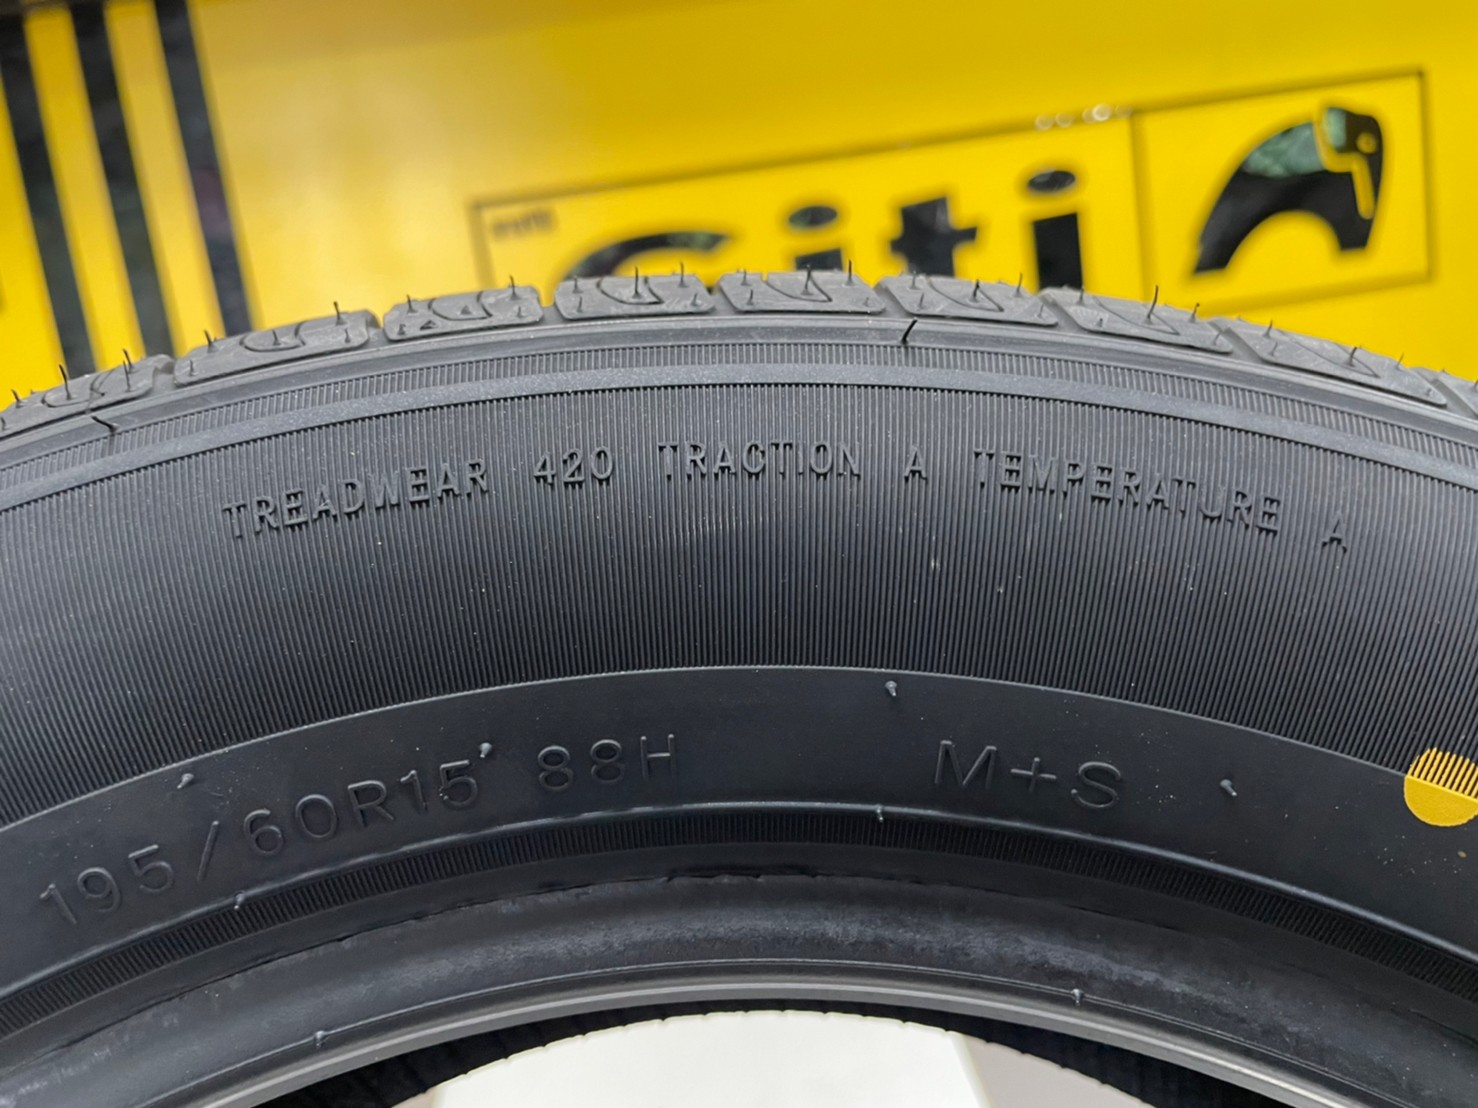 Citi
TREADWEAR 420 TRACTION A TEMPERATURE A
195/60R15 88H M+S